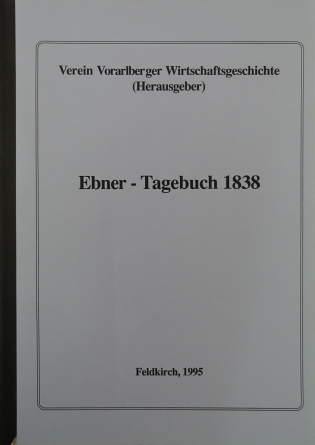 Verein Vorarlberger Wirtschaftsgeschichte
(Herausgeber)
Ebner - Tagebuch 1838
Feldkirch, 1995